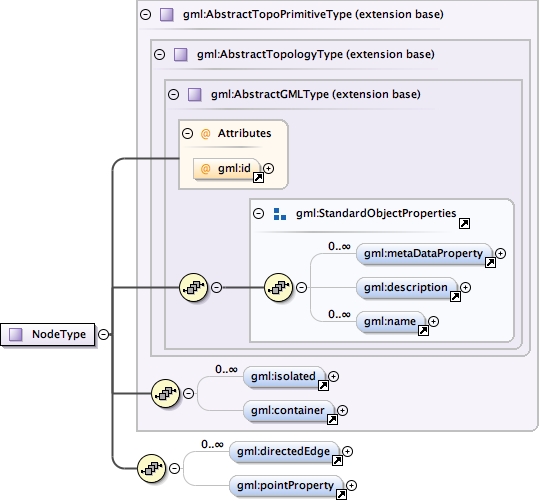 gml:AbstractTopoPrimitiveType (extension base)
gml:AbstractTopologyType (extension base)
gml:AbstractGMLType (extension base)
@ Attributes
@ gml:id
gml:StandardObjectProperties
0..∞
gml:metaDataProperty
gml:description
0..∞
gml:name
NodeType
0..∞
gml:isolated
gml:container
0..∞
gml:directedEdge
gml:pointProperty